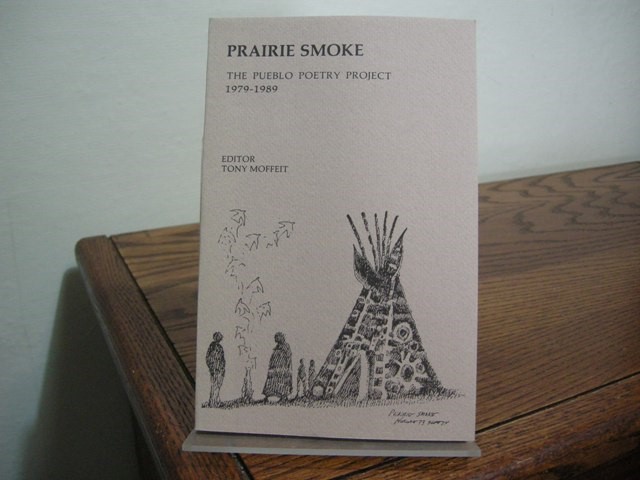 PRAIRIE SMOKE
THE PUEBLO POETRY PROJECT
1979-1989
EDITOR
TONY MOFFEIT